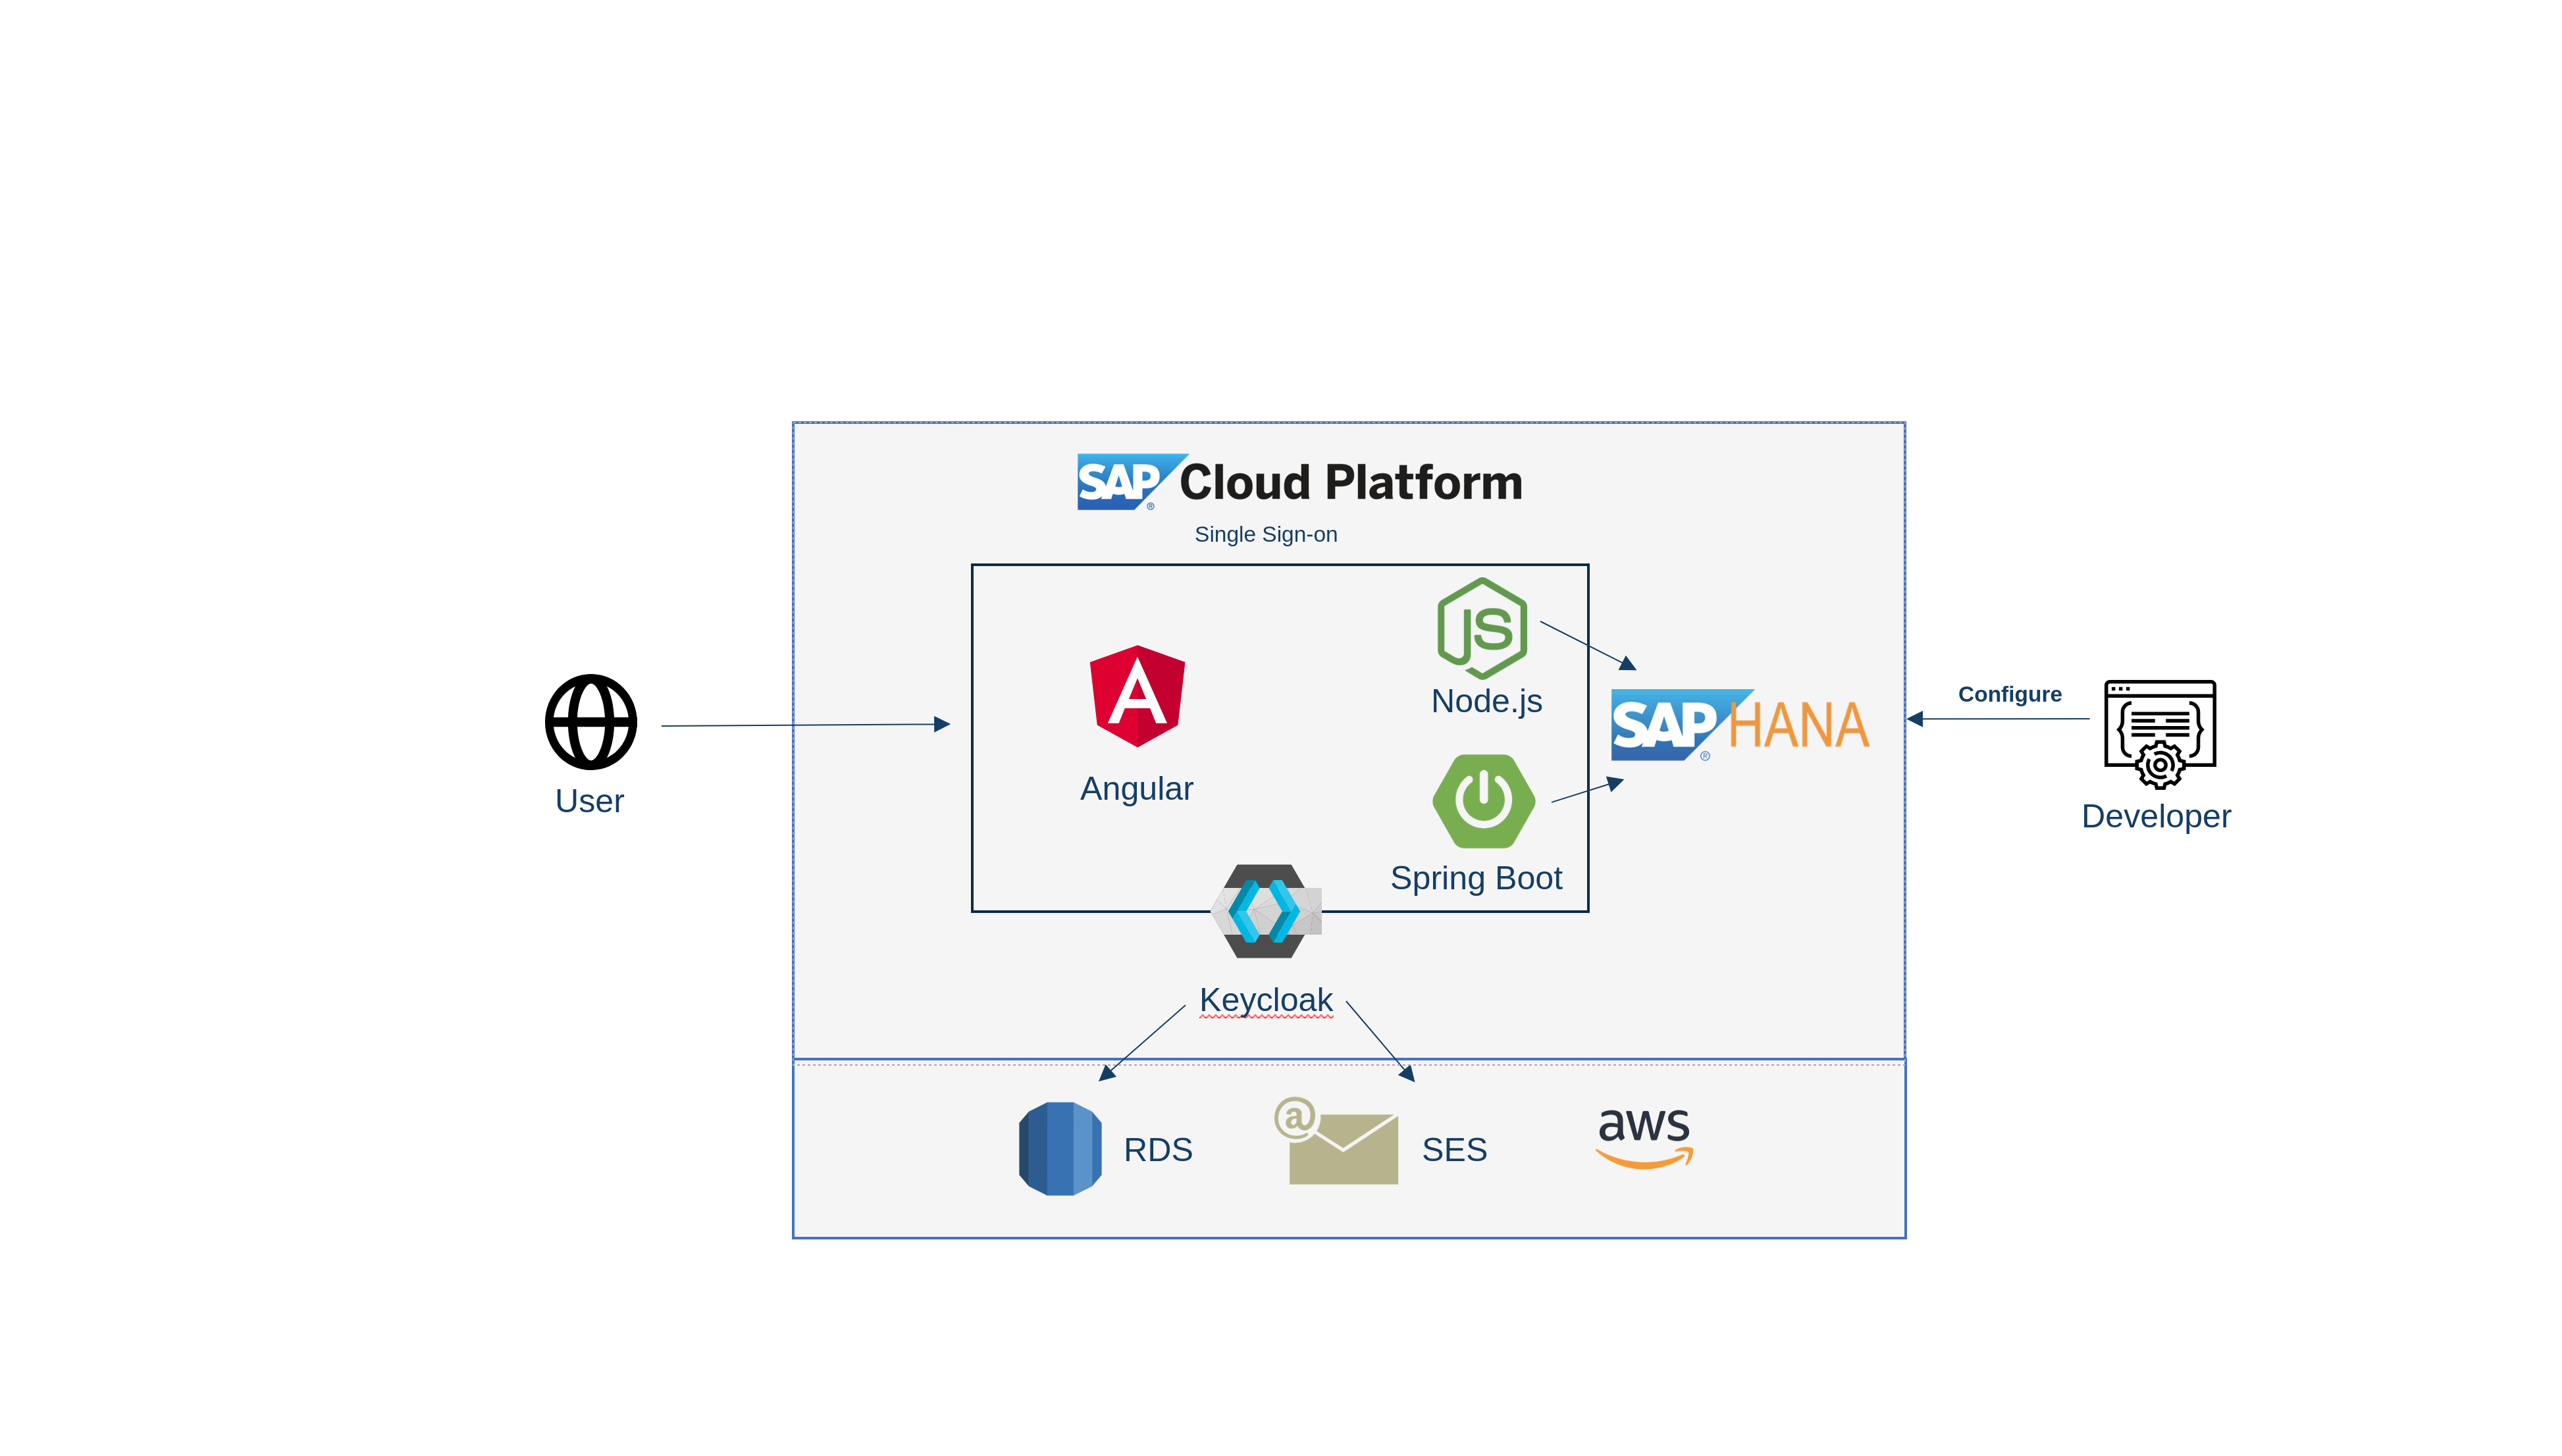 SAP ® Cloud Platform
Single Sign-on
JS
Node.js
Angular
User
SAP ® HANA
Configure
Developer
Spring Boot
Keycloak
RDS
@
SES
aws